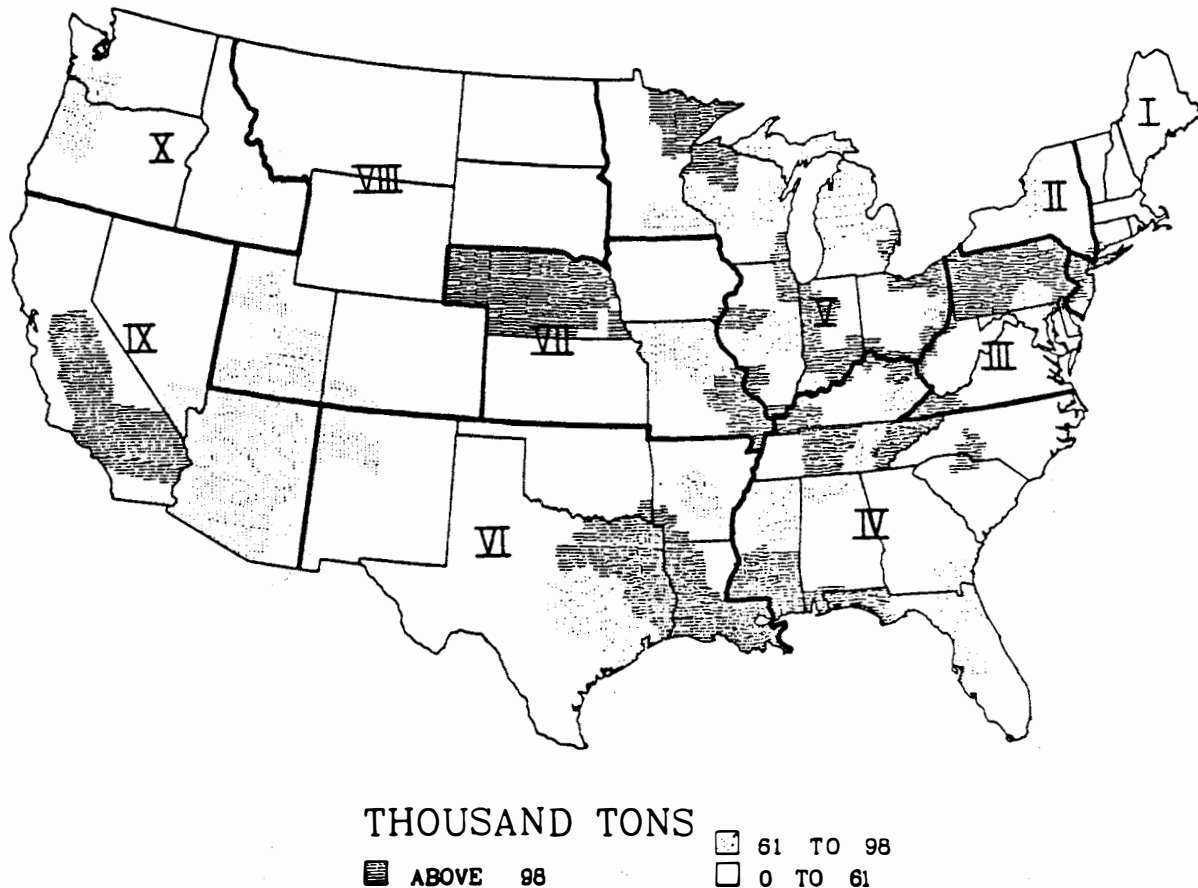 I
X
VIII
II
IX
VII
V
III
VI
IV
THOUSAND TONS
61 TO 98
ABOVE 98
0 TO 61